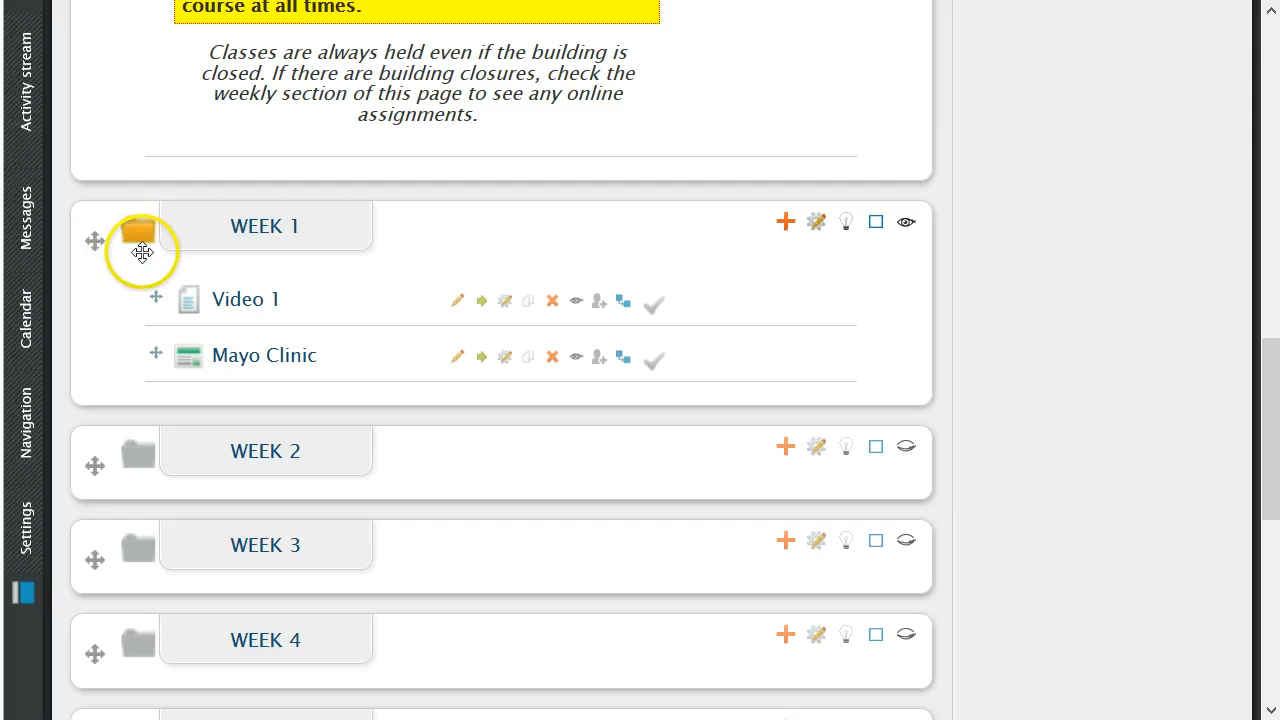 course at all times.
Classes are always held even if the building is
closed. If there are building closures, check the
weekly section of this page to see any online
assignments.
Activity stream
Messages
Calendar
Navigation
Settings
WEEK 1
Video 1
Mayo Clinic
WEEK 2
WEEK 3
WEEK 4